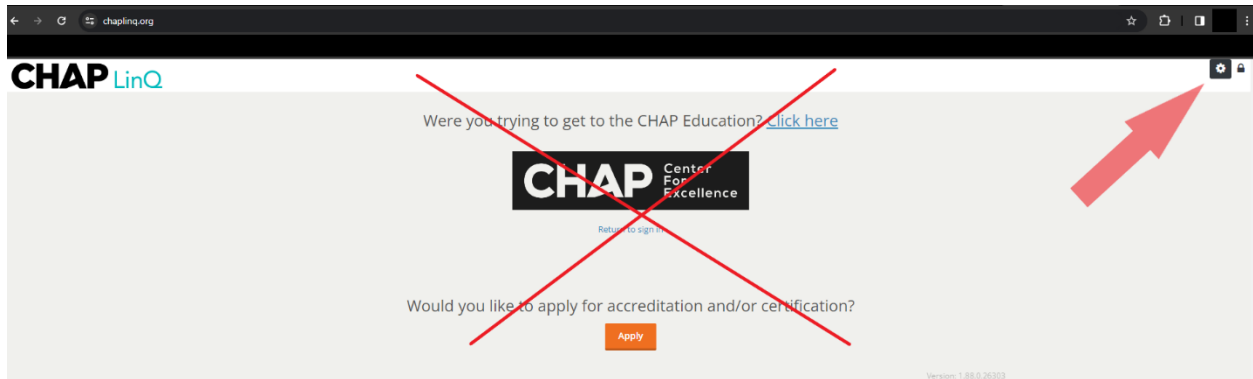 chaplinq.org
CHAP LinQ
Were you trying to get to the CHAP Education? Click here
CHAP Center
For
Excellence
Return to sign in
Would you like to apply for accreditation and/or certification?
Apply
Version: 1.88.0.26303